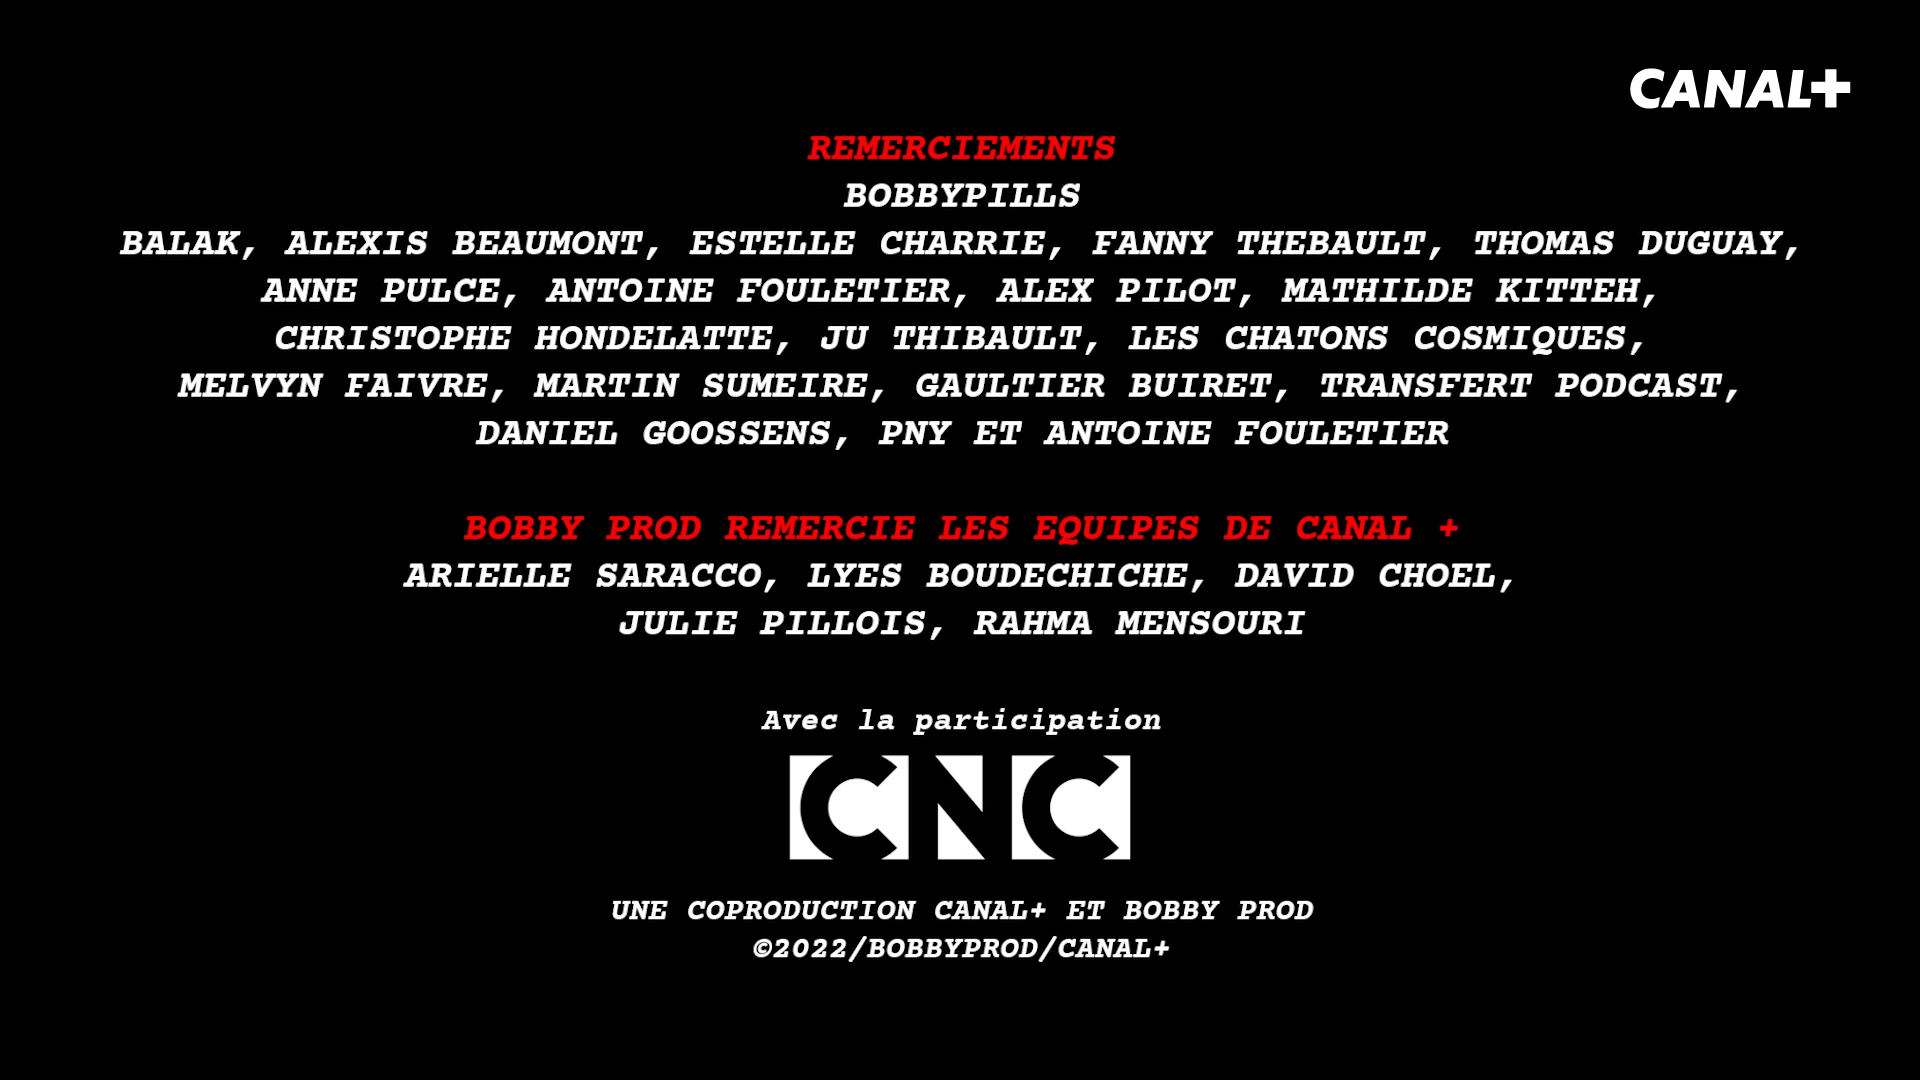 CANAL+
REMERCIEMENTS
BOBBYPILLS
BALAK, ALEXIS BEAUMONT, ESTELLE CHARRIE, FANNY THEBAULT, THOMAS DUGUAY,
ANNE PULCE, ANTOINE FOULETIER, ALEX PILOT, MATHILDE KITTEH,
CHRISTOPHE HONDELATTE, JU THIBAULT, LES CHATONS COSMIQUES,
MELVYN FAIVRE, MARTIN SUMEIRE, GAULTIER BUIRET, TRANSFERT PODCAST,
DANIEL GOOSSENS, PNY ET ANTOINE FOULETIER
BOBBY PROD REMERCIE LES EQUIPES DE CANAL +
ARIELLE SARACCO, LYES BOUDECHICHE, DAVID CHOEL,
JULIE PILLOIS, RAHMA MENSOURI
Avec la participation
CNC
UNE COPRODUCTION CANAL+ ET BOBBY PROD
©2022/BOBBYPROD/CANAL+